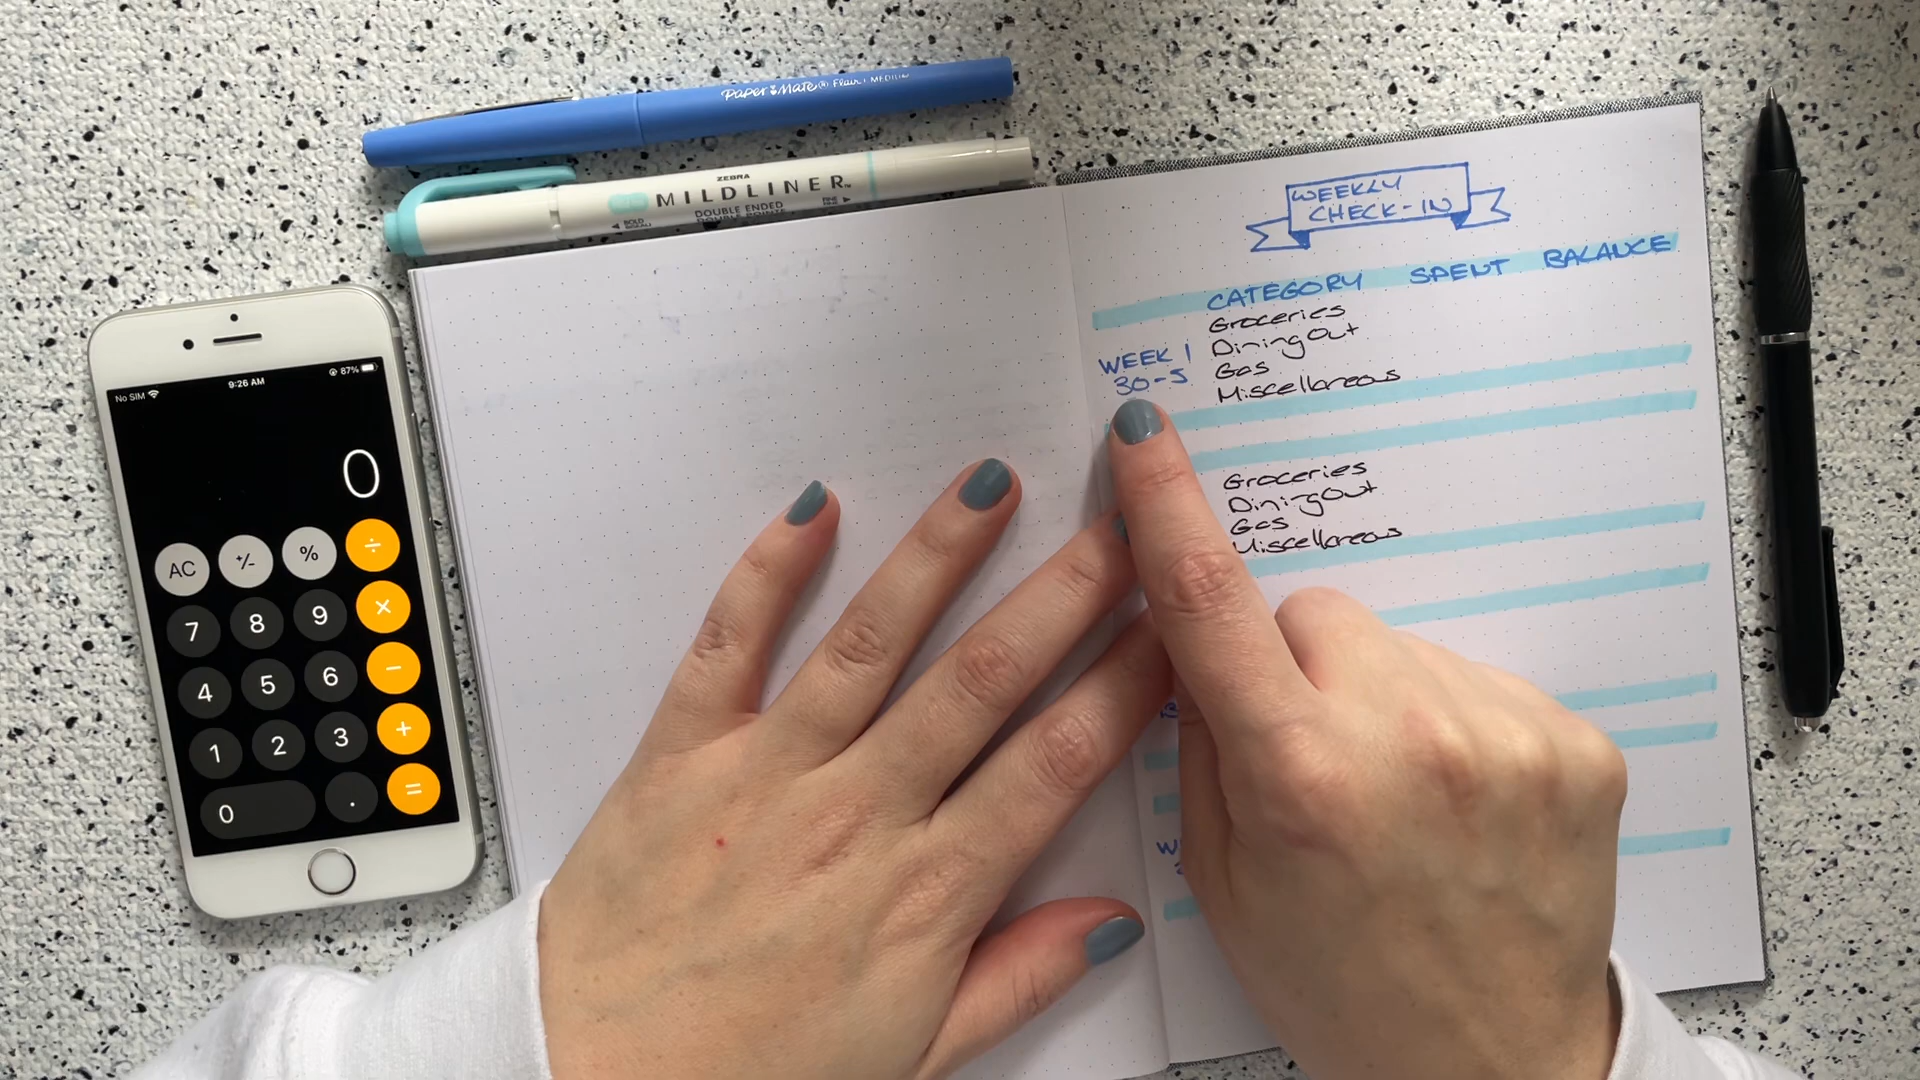 Paper Mate Flair
ZEBRA
MILDLINER
DOUBLE ENDED
BOLD
FINE
WEEKLY
CHECK-IN
CATEGORY SPENT BALANCE
Groceries
Dining Out
WEEK 1
30-5
Gas
Miscellaneous
Groceries
Dining Out
Gas
Miscellaneous
No SIM 9:26 AM 87%
0
AC +/- % ÷
7 8 9 ×
4 5 6 −
1 2 3 +
0 . =